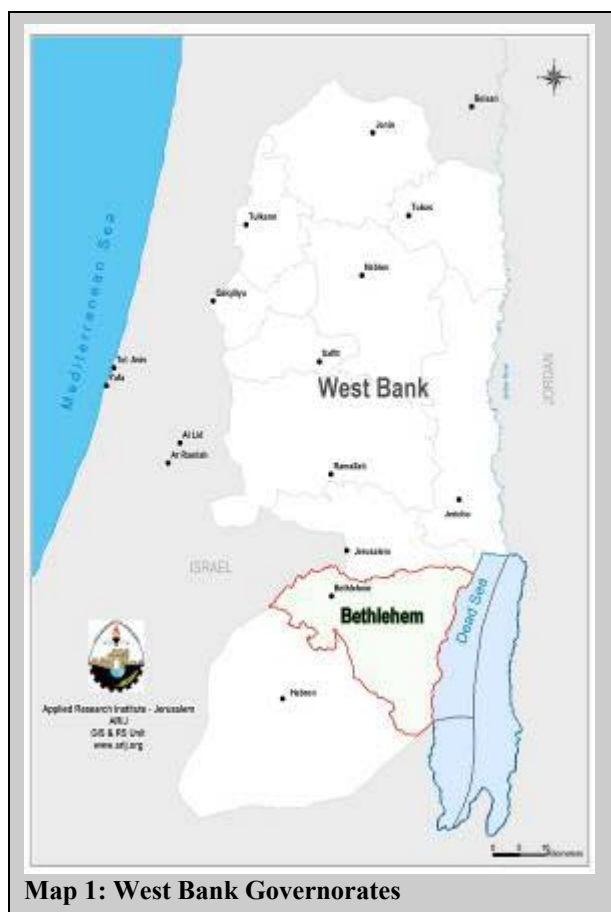 Beisan
Jenin
Tubas
Tulkarm
Nablus
Qalqiliya
Salfit
Tel Aviv
Yafa
West Bank
Mediterranean Sea
JORDAN
Al Lid
Ar Ramlah
Ramallah
Jericho
Jerusalem
ISRAEL
Bethlehem
Bethlehem
Dead Sea
Hebron
Applied Research Institute - Jerusalem
ARIJ
GIS & RS Unit
www.arij.org
Kilometers
Map 1: West Bank Governorates